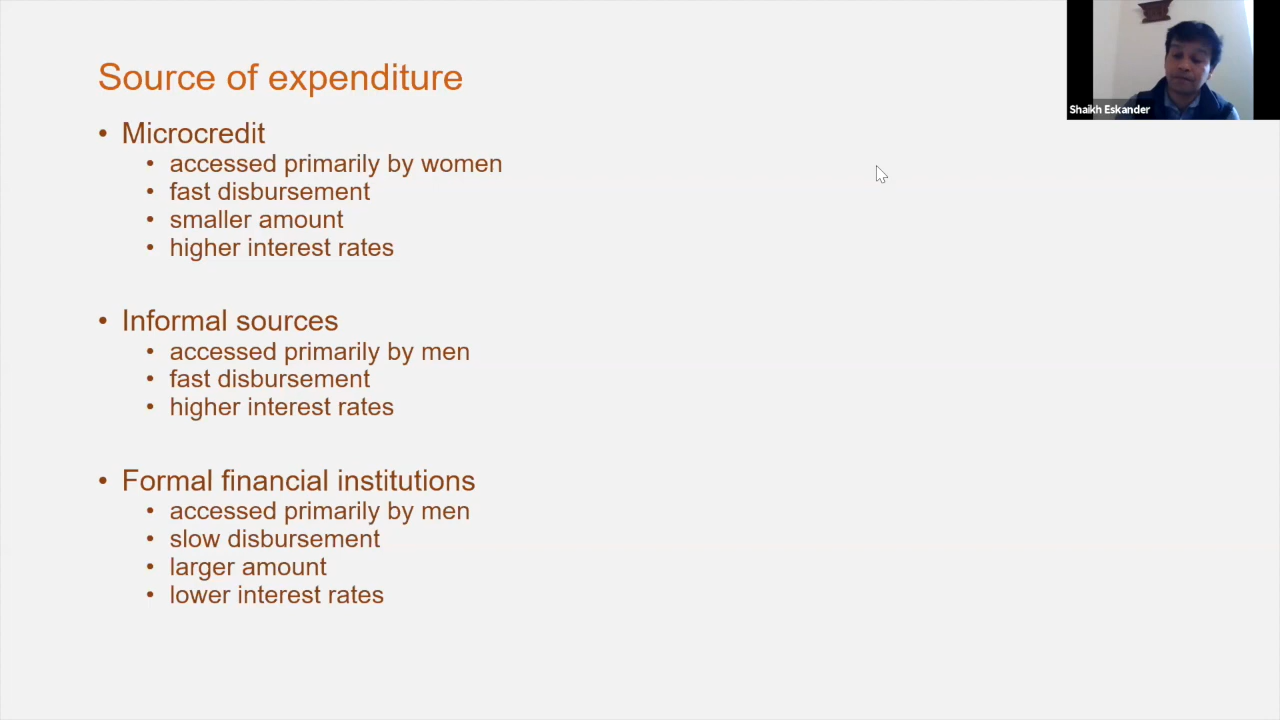 Source of expenditure
Shaikh Eskander
• Microcredit
• accessed primarily by women
• fast disbursement
• smaller amount
• higher interest rates
• Informal sources
• accessed primarily by men
• fast disbursement
• higher interest rates
• Formal financial institutions
• accessed primarily by men
• slow disbursement
• larger amount
• lower interest rates